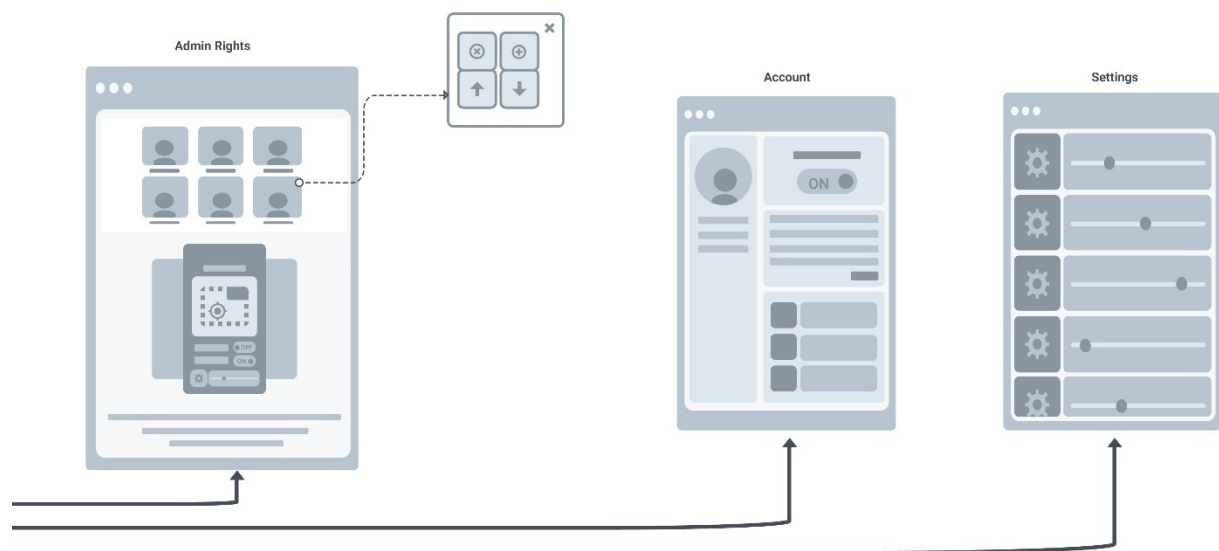 Admin Rights
Account
Settings
ON
OFF
ON